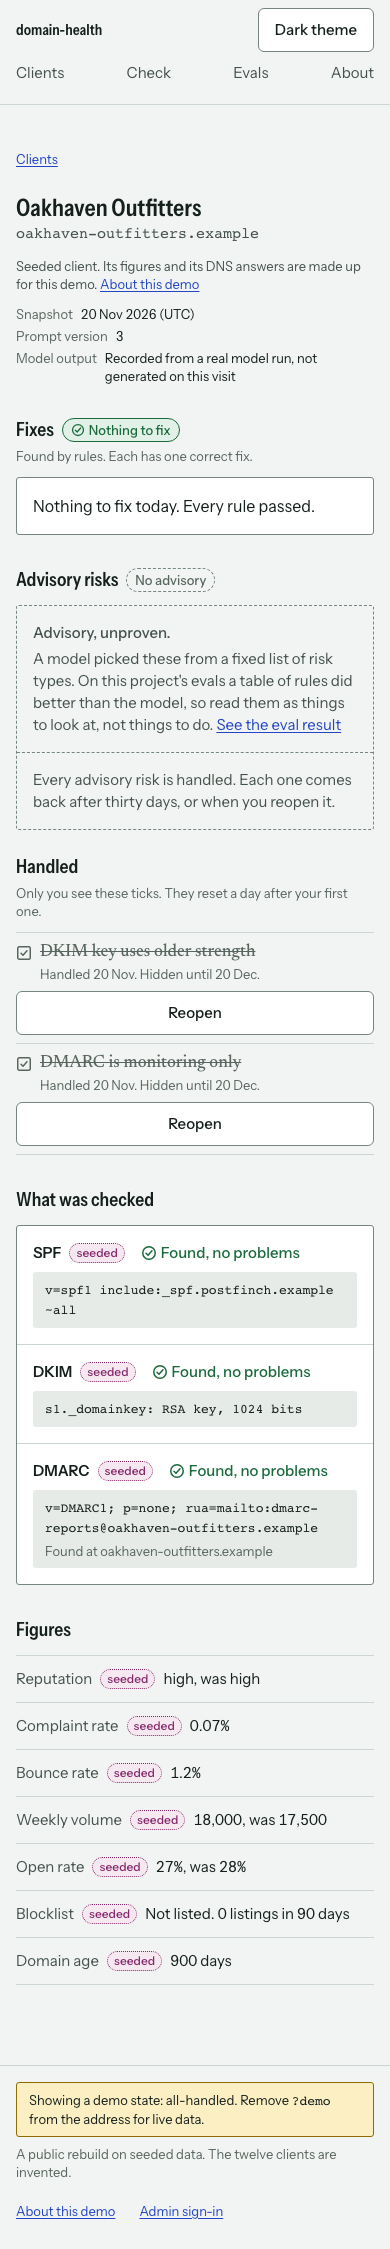 domain-health
Dark theme
Clients Check Evals About
Clients
Oakhaven Outfitters
oakhaven-outfitters.example
Seeded client. Its figures and its DNS answers are made up
for this demo. About this demo
Snapshot 20 Nov 2026 (UTC)
Prompt version 3
Model output Recorded from a real model run, not
generated on this visit
Fixes Nothing to fix
Found by rules. Each has one correct fix.
Nothing to fix today. Every rule passed.
Advisory risks No advisory
Advisory, unproven.
A model picked these from a fixed list of risk
types. On this project's evals a table of rules did
better than the model, so read them as things
to look at, not things to do. See the eval result
Every advisory risk is handled. Each one comes
back after thirty days, or when you reopen it.
Handled
Only you see these ticks. They reset a day after your first
one.
DKIM key uses older strength
Handled 20 Nov. Hidden until 20 Dec.
Reopen
DMARC is monitoring only
Handled 20 Nov. Hidden until 20 Dec.
Reopen
What was checked
SPF seeded Found, no problems
v=spf1 include:_spf.postfinch.example
~all
DKIM seeded Found, no problems
s1._domainkey: RSA key, 1024 bits
DMARC seeded Found, no problems
v=DMARC1; p=none; rua=mailto:dmarc-
reports@oakhaven-outfitters.example
Found at oakhaven-outfitters.example
Figures
Reputation seeded high, was high
Complaint rate seeded 0.07%
Bounce rate seeded 1.2%
Weekly volume seeded 18,000, was 17,500
Open rate seeded 27%, was 28%
Blocklist seeded Not listed. 0 listings in 90 days
Domain age seeded 900 days
Showing a demo state: all-handled. Remove ?demo
from the address for live data.
A public rebuild on seeded data. The twelve clients are
invented.
About this demo Admin sign-in